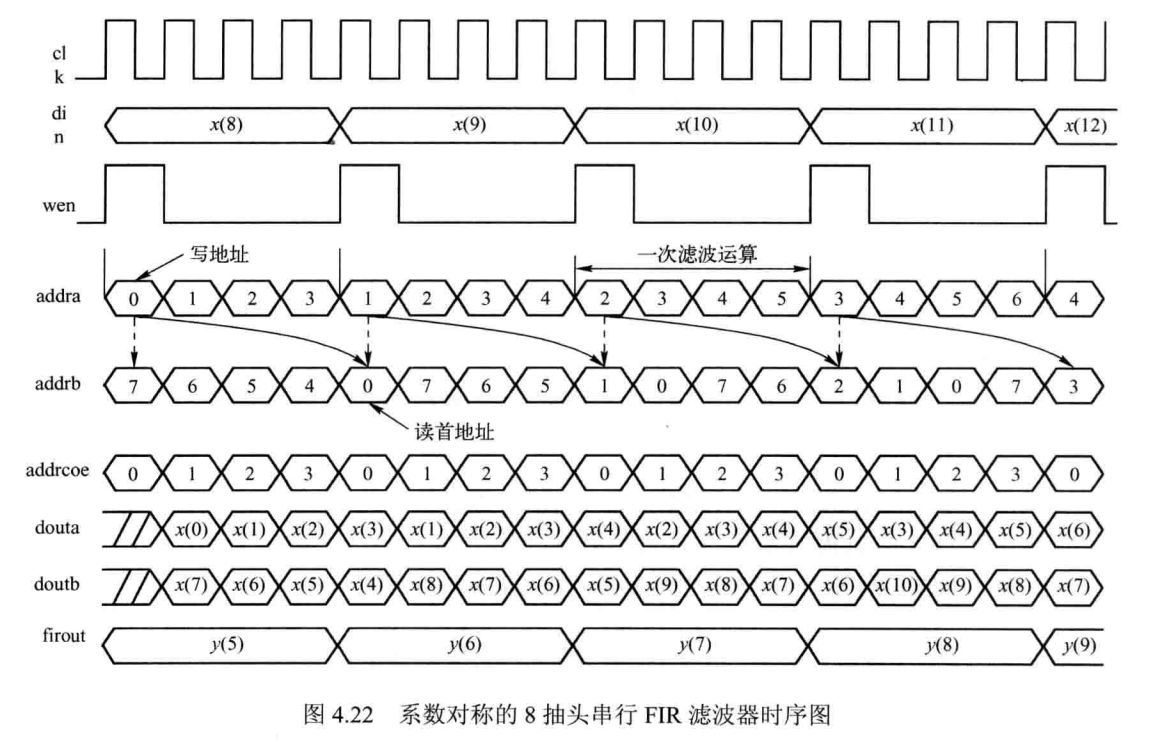 clk
din x(8) x(9) x(10) x(11) x(12)
wen
写地址 一次滤波运算
addra 0 1 2 3 1 2 3 4 2 3 4 5 3 4 5 6 4
addrb 7 6 5 4 0 7 6 5 1 0 7 6 2 1 0 7 3
读首地址
addrcoe 0 1 2 3 0 1 2 3 0 1 2 3 0 1 2 3 0
douta x(0) x(1) x(2) x(3) x(1) x(2) x(3) x(4) x(2) x(3) x(4) x(5) x(3) x(4) x(5) x(6)
doutb x(7) x(6) x(5) x(4) x(8) x(7) x(6) x(5) x(9) x(8) x(7) x(6) x(10) x(9) x(8) x(7)
firout y(5) y(6) y(7) y(8) y(9)
图 4.22 系数对称的 8 抽头串行 FIR 滤波器时序图